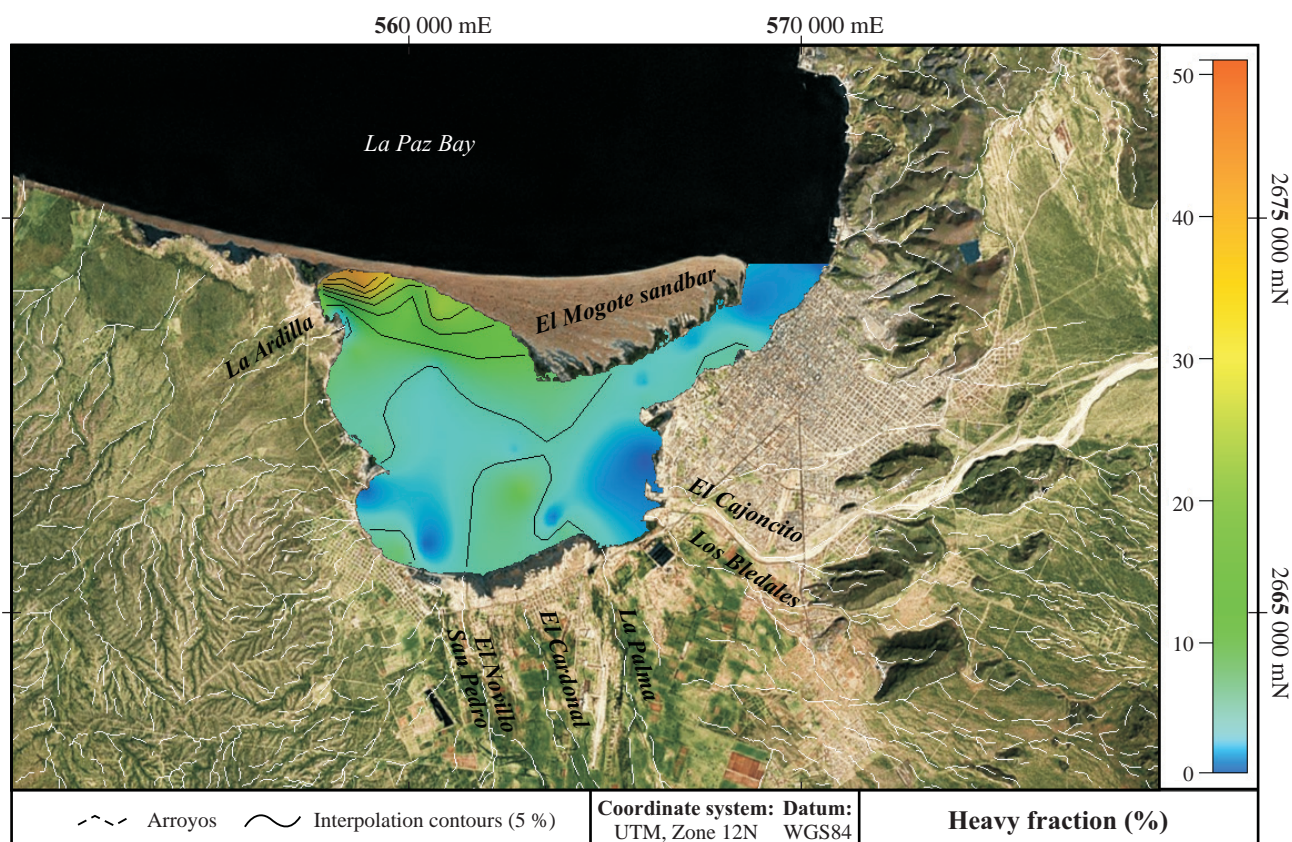 560 000 mE
570 000 mE
La Paz Bay
50
40
30
20
10
0
2675 000 mN
2665 000 mN
El Mogote sandbar
La Ardilla
El Cajoncito
Los Bledales
San Pedro
El Novillo
El Cardonal
La Palma
Arroyos
Interpolation contours (5 %)
Coordinate system: Datum:
UTM, Zone 12N WGS84
Heavy fraction (%)